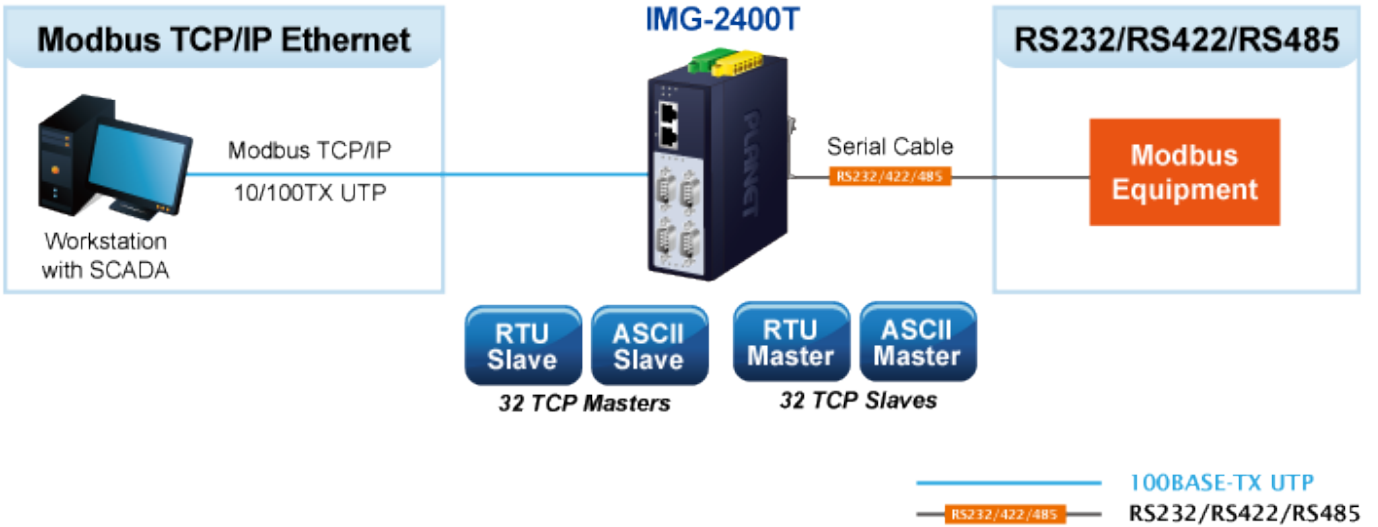 IMG-2400T
Modbus TCP/IP Ethernet
RS232/RS422/RS485
Modbus TCP/IP
10/100TX UTP
Workstation
with SCADA
PLANET
Serial Cable
RS232/422/485
Modbus
Equipment
RTU
Slave
ASCII
Slave
RTU
Master
ASCII
Master
32 TCP Masters
32 TCP Slaves
100BASE-TX UTP
RS232/422/485
RS232/RS422/RS485